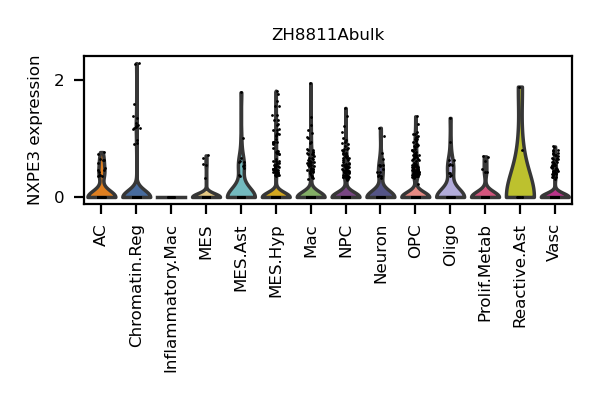 ZH8811Abulk
NXPE3 expression
2
0
AC
Chromatin.Reg
Inflammatory.Mac
MES
MES.Ast
MES.Hyp
Mac
NPC
Neuron
OPC
Oligo
Prolif.Metab
Reactive.Ast
Vasc